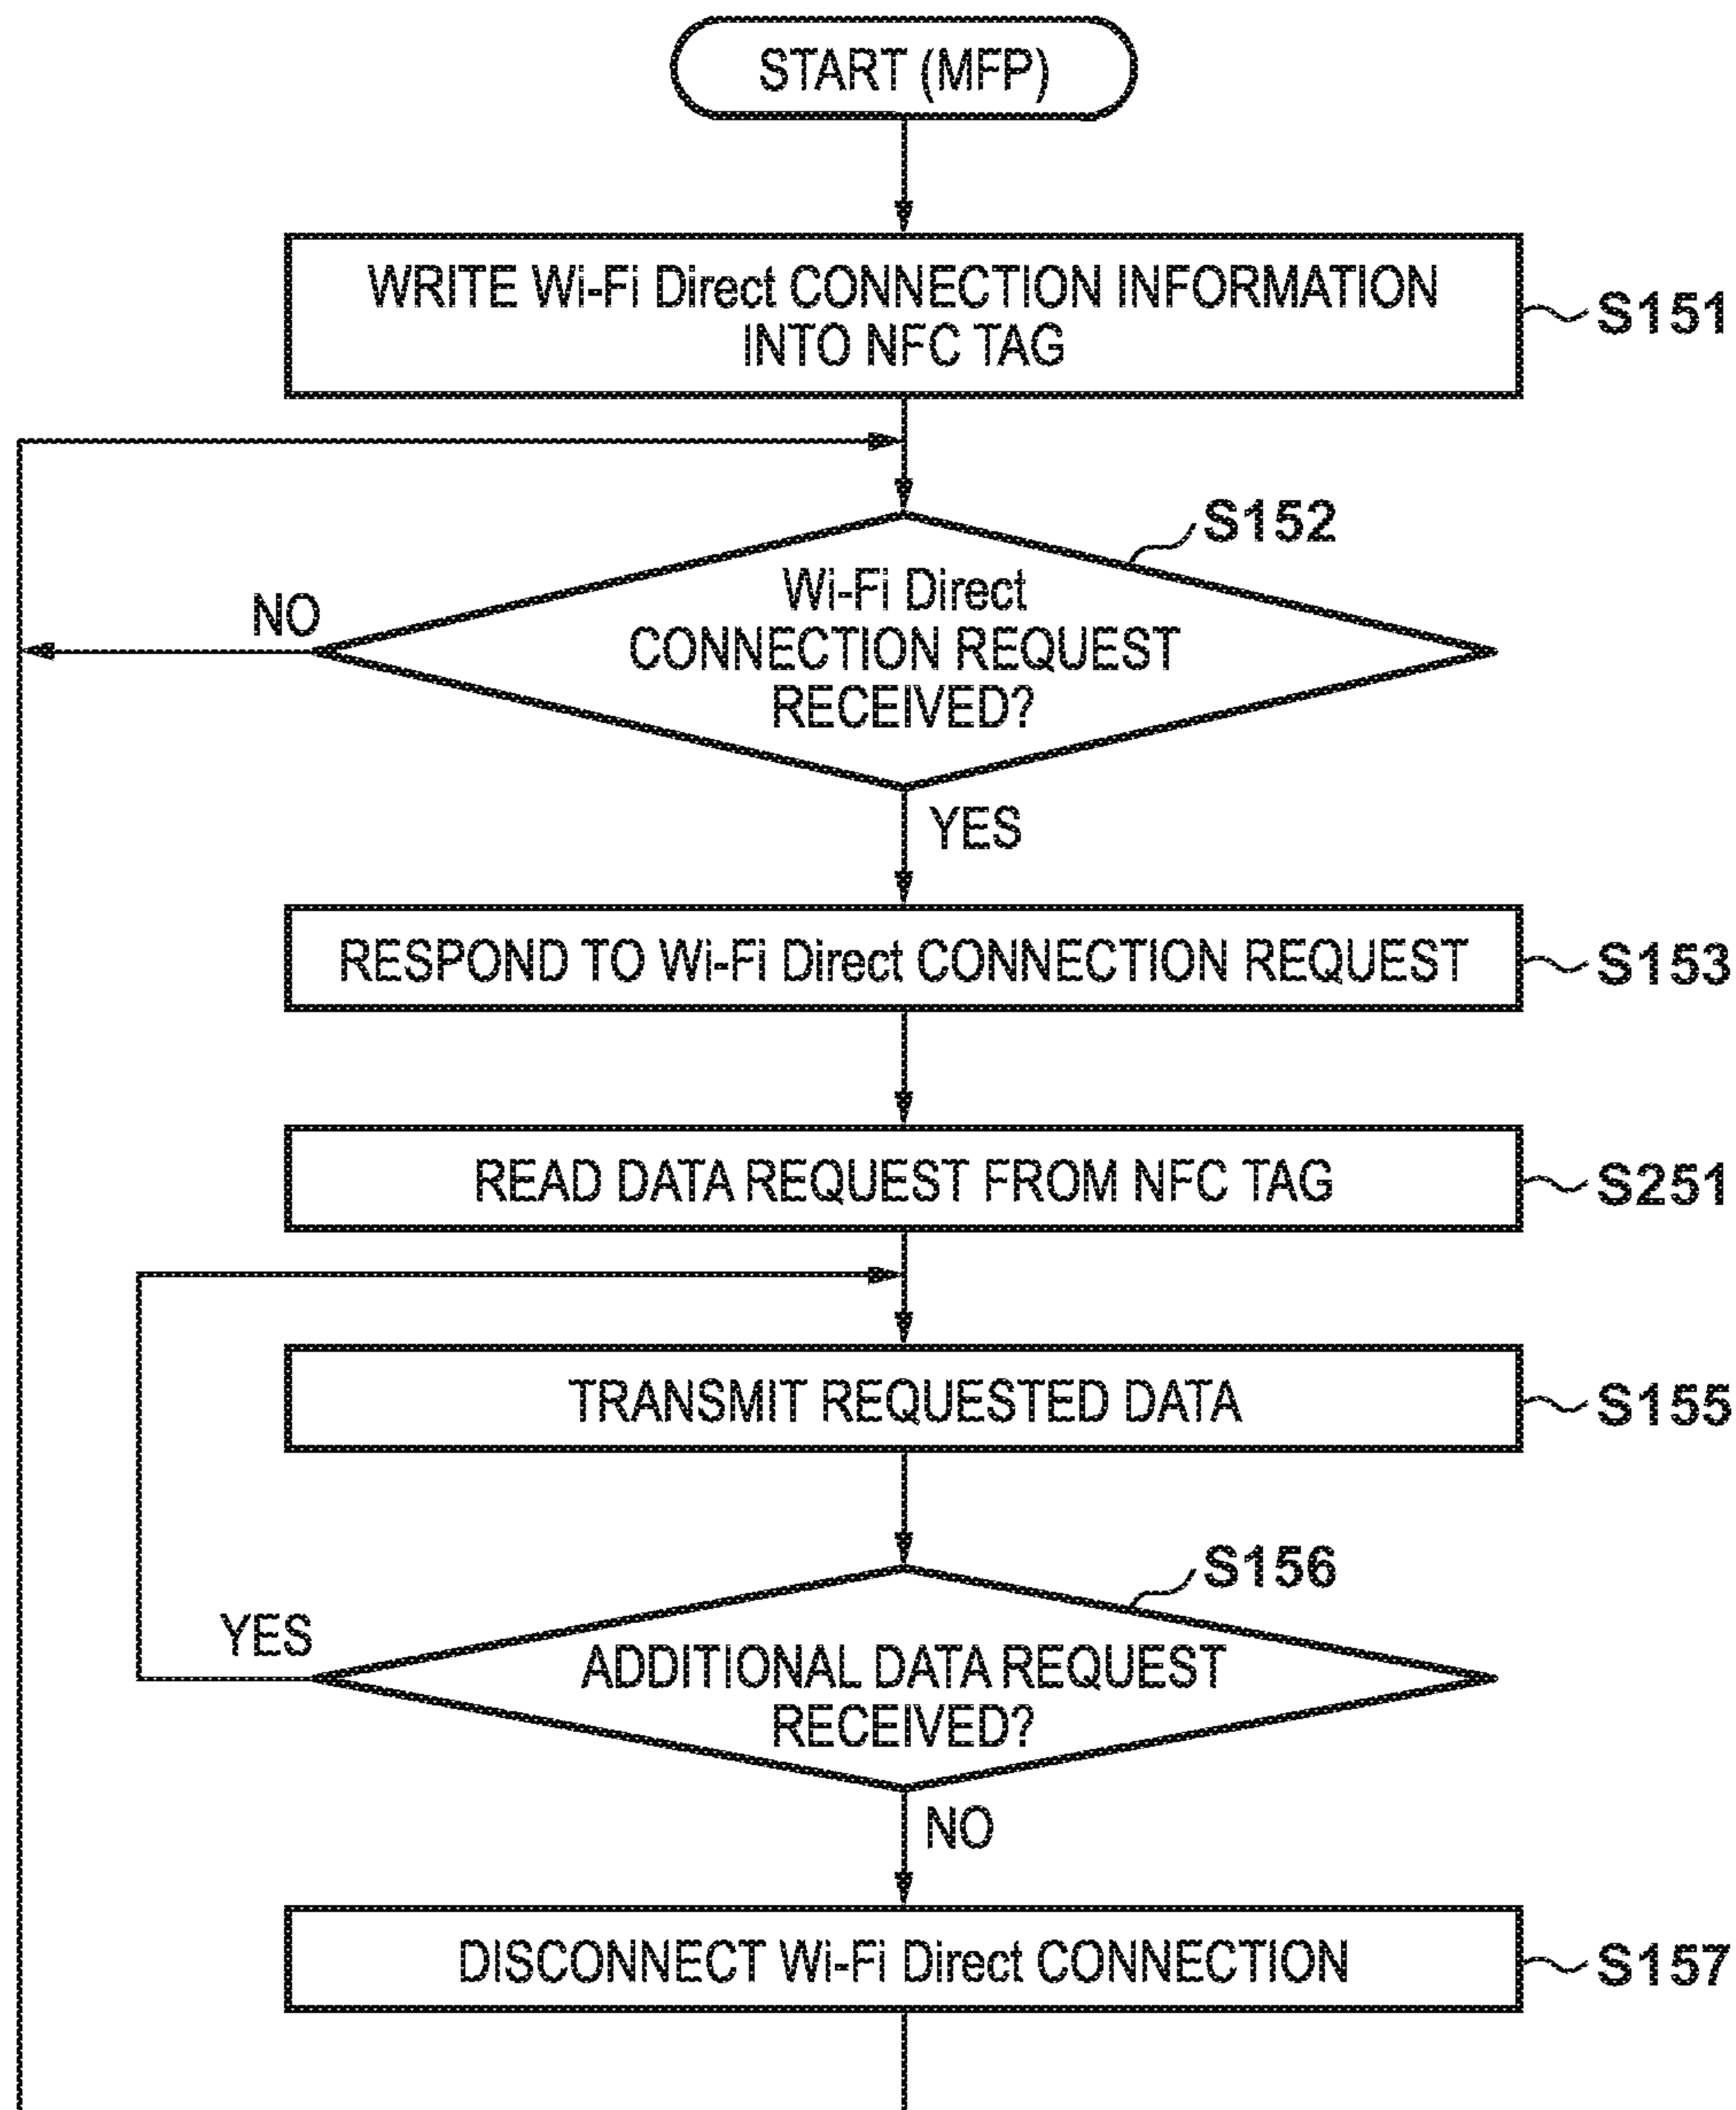 START (MFP)
WRITE Wi-Fi Direct CONNECTION INFORMATION
INTO NFC TAG
S151
S152
Wi-Fi Direct
CONNECTION REQUEST
RECEIVED?
NO
YES
RESPOND TO Wi-Fi Direct CONNECTION REQUEST
S153
READ DATA REQUEST FROM NFC TAG
S251
TRANSMIT REQUESTED DATA
S155
S156
YES
ADDITIONAL DATA REQUEST
RECEIVED?
NO
DISCONNECT Wi-Fi Direct CONNECTION
S157